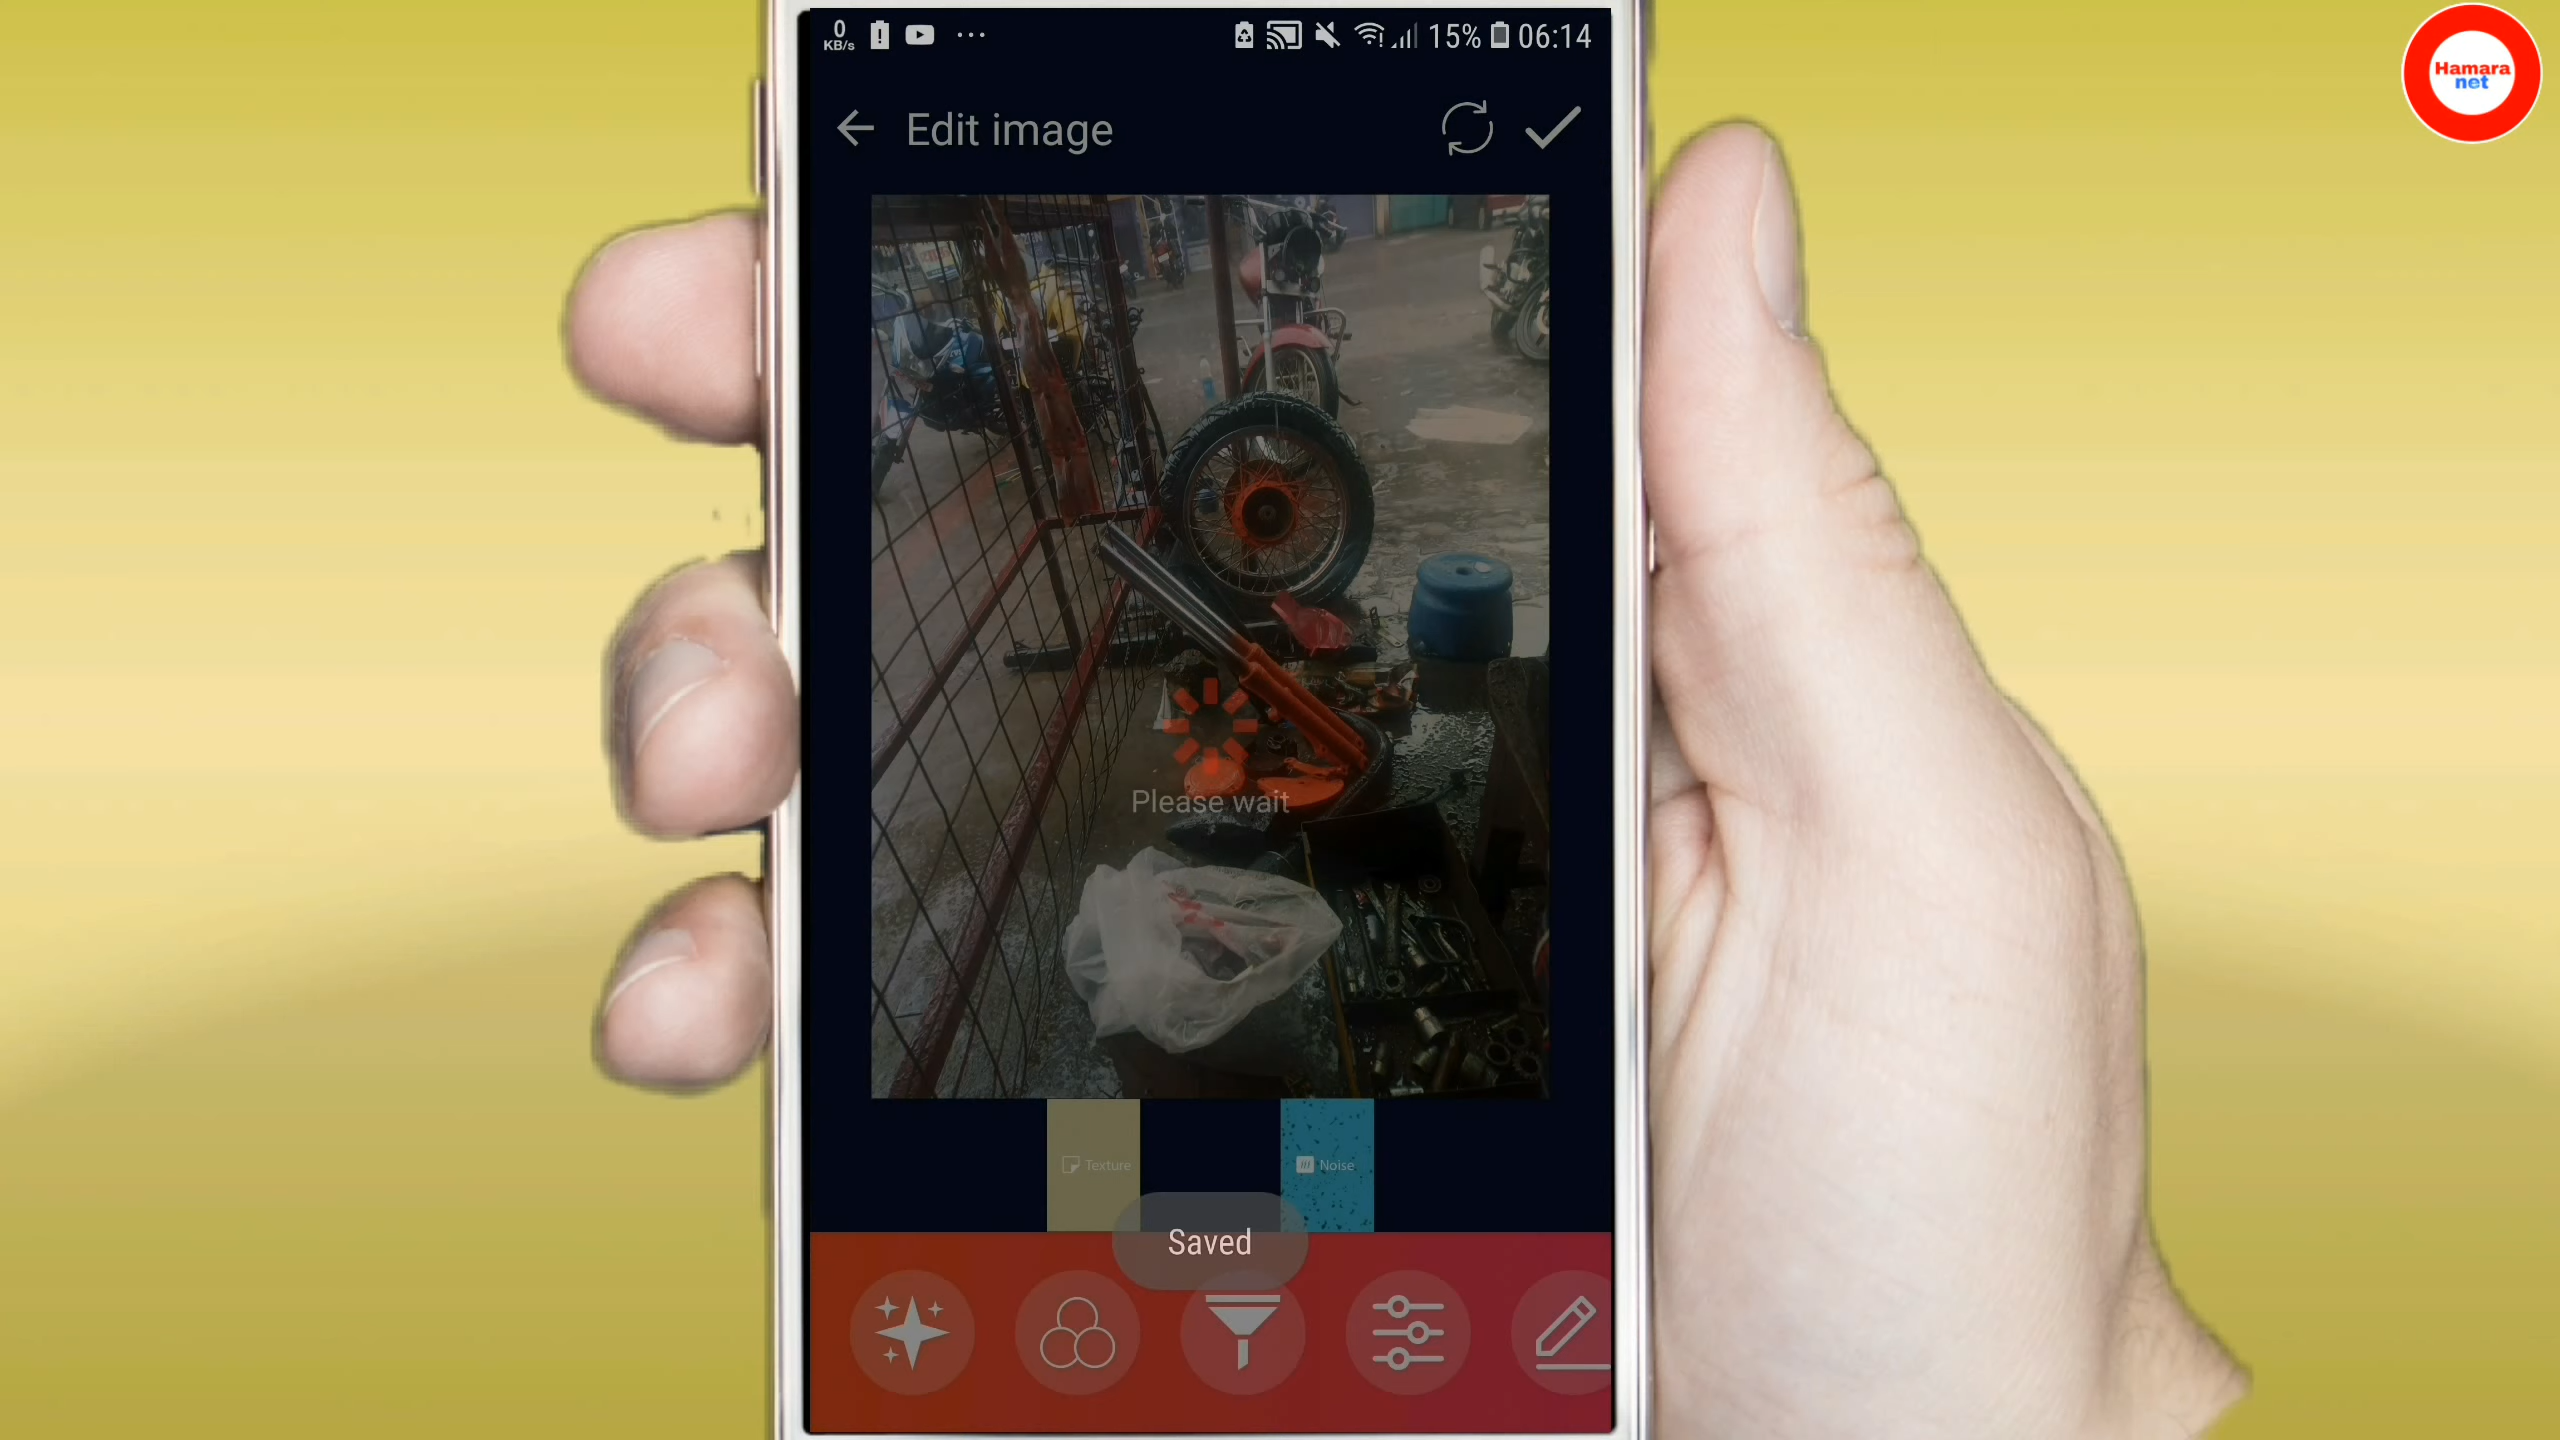 0
KB/s
15% 06:14
Hamara
net
Edit image
Please wait
Texture
Noise
Saved